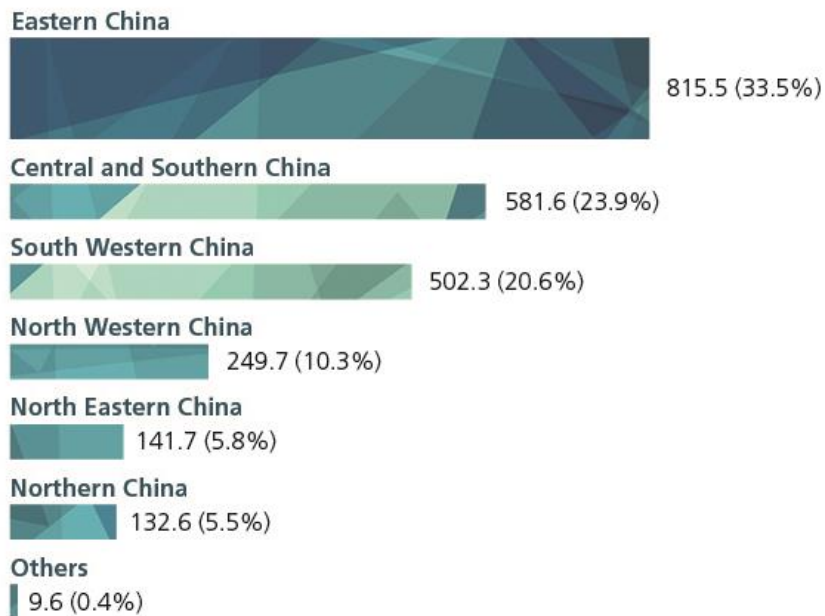 Eastern China
815.5 (33.5%)
Central and Southern China
581.6 (23.9%)
South Western China
502.3 (20.6%)
North Western China
249.7 (10.3%)
North Eastern China
141.7 (5.8%)
Northern China
132.6 (5.5%)
Others
9.6 (0.4%)